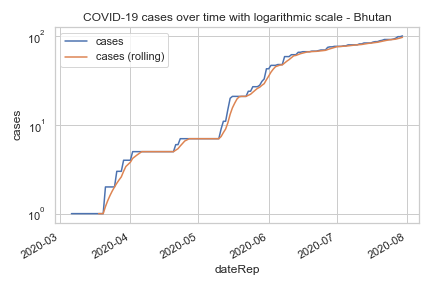 COVID-19 cases over time with logarithmic scale - Bhutan
cases
cases (rolling)
10²
10¹
10⁰
cases
2020-03
2020-04
2020-05
2020-06
2020-07
2020-08
dateRep